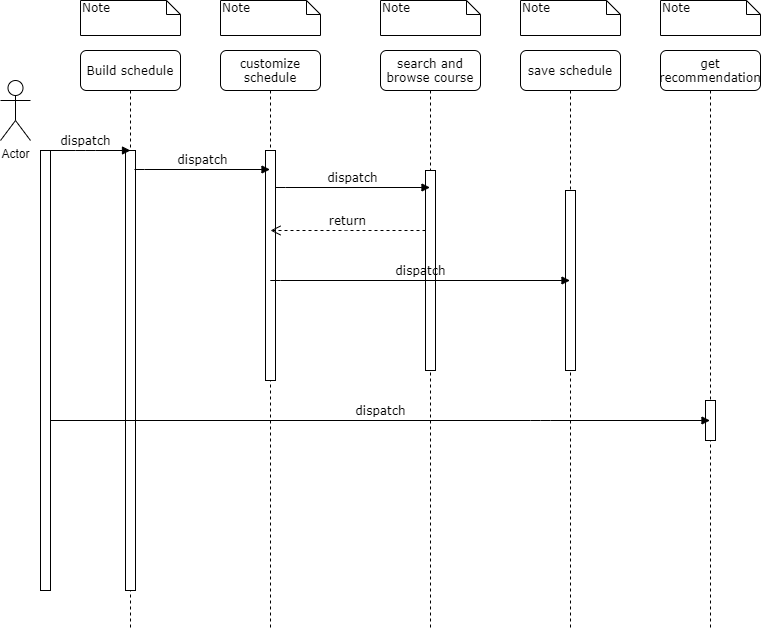 Note
Note
Note
Note
Note
Build schedule
customize
schedule
search and
browse course
save schedule
get
recommendation
Actor
dispatch
dispatch
dispatch
return
dispatch
dispatch